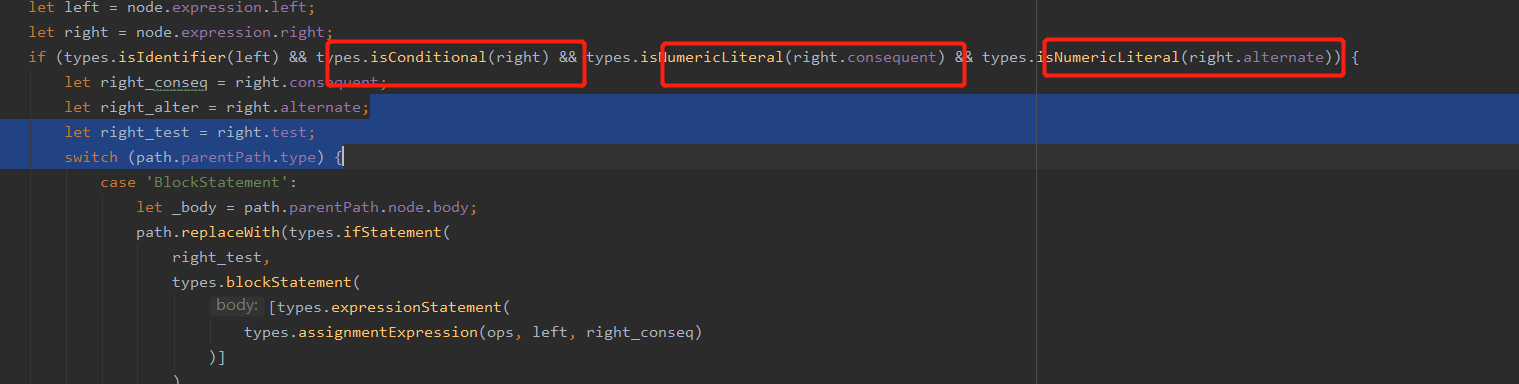 let left = node.expression.left;
let right = node.expression.right;
if (types.isIdentifier(left) && types.isConditional(right) && types.isNumericLiteral(right.consequent) && types.isNumericLiteral(right.alternate)) {
let right_conseq = right.consequent;
let right_alter = right.alternate;
let right_test = right.test;
switch (path.parentPath.type) {
case 'BlockStatement':
let _body = path.parentPath.node.body;
path.replaceWith(types.ifStatement(
right_test,
types.blockStatement(
body: [types.expressionStatement(
types.assignmentExpression(ops, left, right_conseq)
)]
)